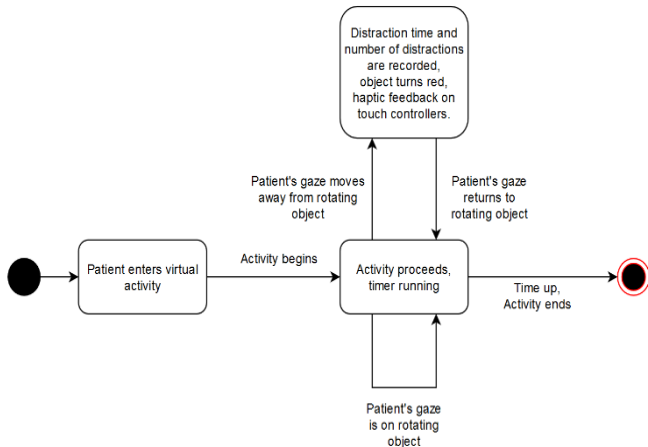 Distraction time and
number of distractions
are recorded,
object turns red,
haptic feedback on
touch controllers.
Patient's gaze moves
away from rotating
object
Patient's gaze
returns to
rotating object
Patient enters virtual
activity
Activity begins
Activity proceeds,
timer running
Time up,
Activity ends
Patient's gaze
is on rotating
object